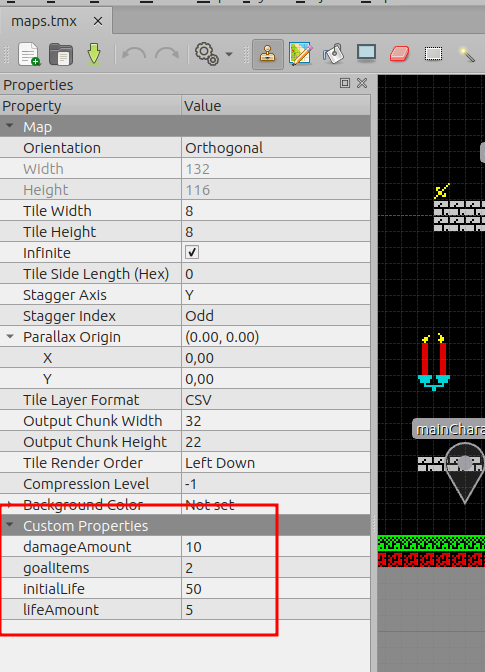 maps.tmx
Properties
Property Value
Map
Orientation Orthogonal
Width 132
Height 116
Tile Width 8
Tile Height 8
Infinite
Tile Side Length (Hex) 0
Stagger Axis Y
Stagger Index Odd
Parallax Origin (0.00, 0.00)
X 0,00
Y 0,00
Tile Layer Format CSV
Output Chunk Width 32
Output Chunk Height 22
Tile Render Order Left Down
Compression Level -1
Background Color Not set
Custom Properties
damageAmount 10
goalItems 2
initialLife 50
lifeAmount 5
mainChara